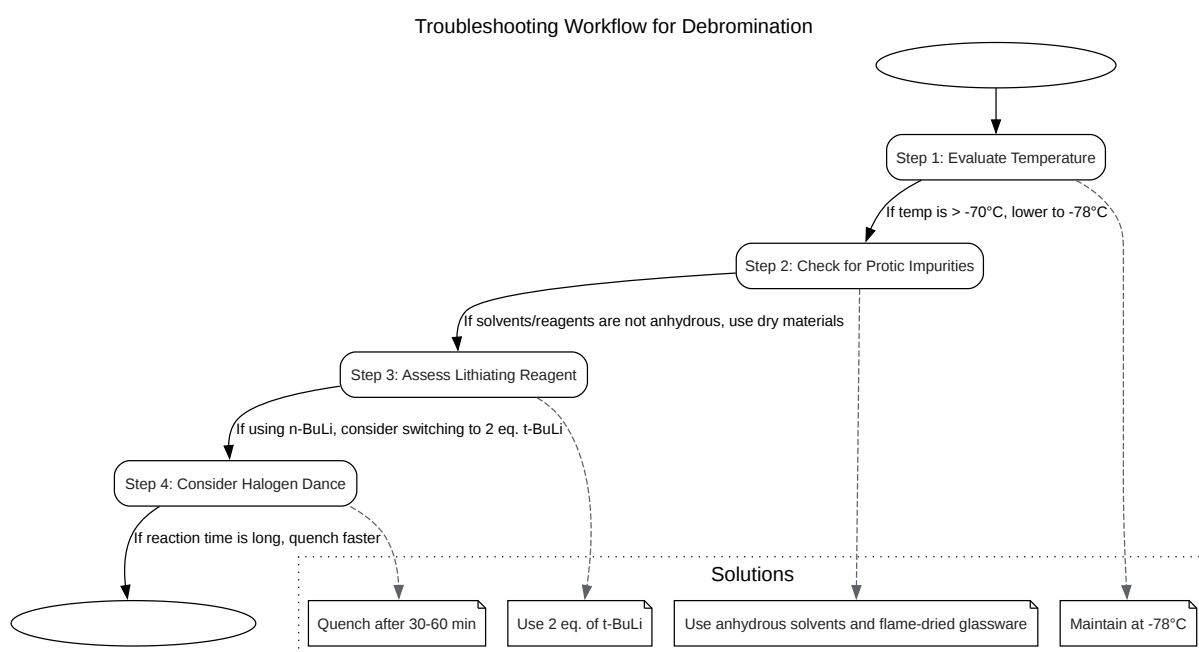 Troubleshooting Workflow for Debromination
Step 1: Evaluate Temperature
If temp is > -70°C, lower to -78°C
Step 2: Check for Protic Impurities
If solvents/reagents are not anhydrous, use dry materials
Step 3: Assess Lithiating Reagent
If using n-BuLi, consider switching to 2 eq. t-BuLi
Step 4: Consider Halogen Dance
If reaction time is long, quench faster
Solutions
Quench after 30-60 min
Use 2 eq. of t-BuLi
Use anhydrous solvents and flame-dried glassware
Maintain at -78°C